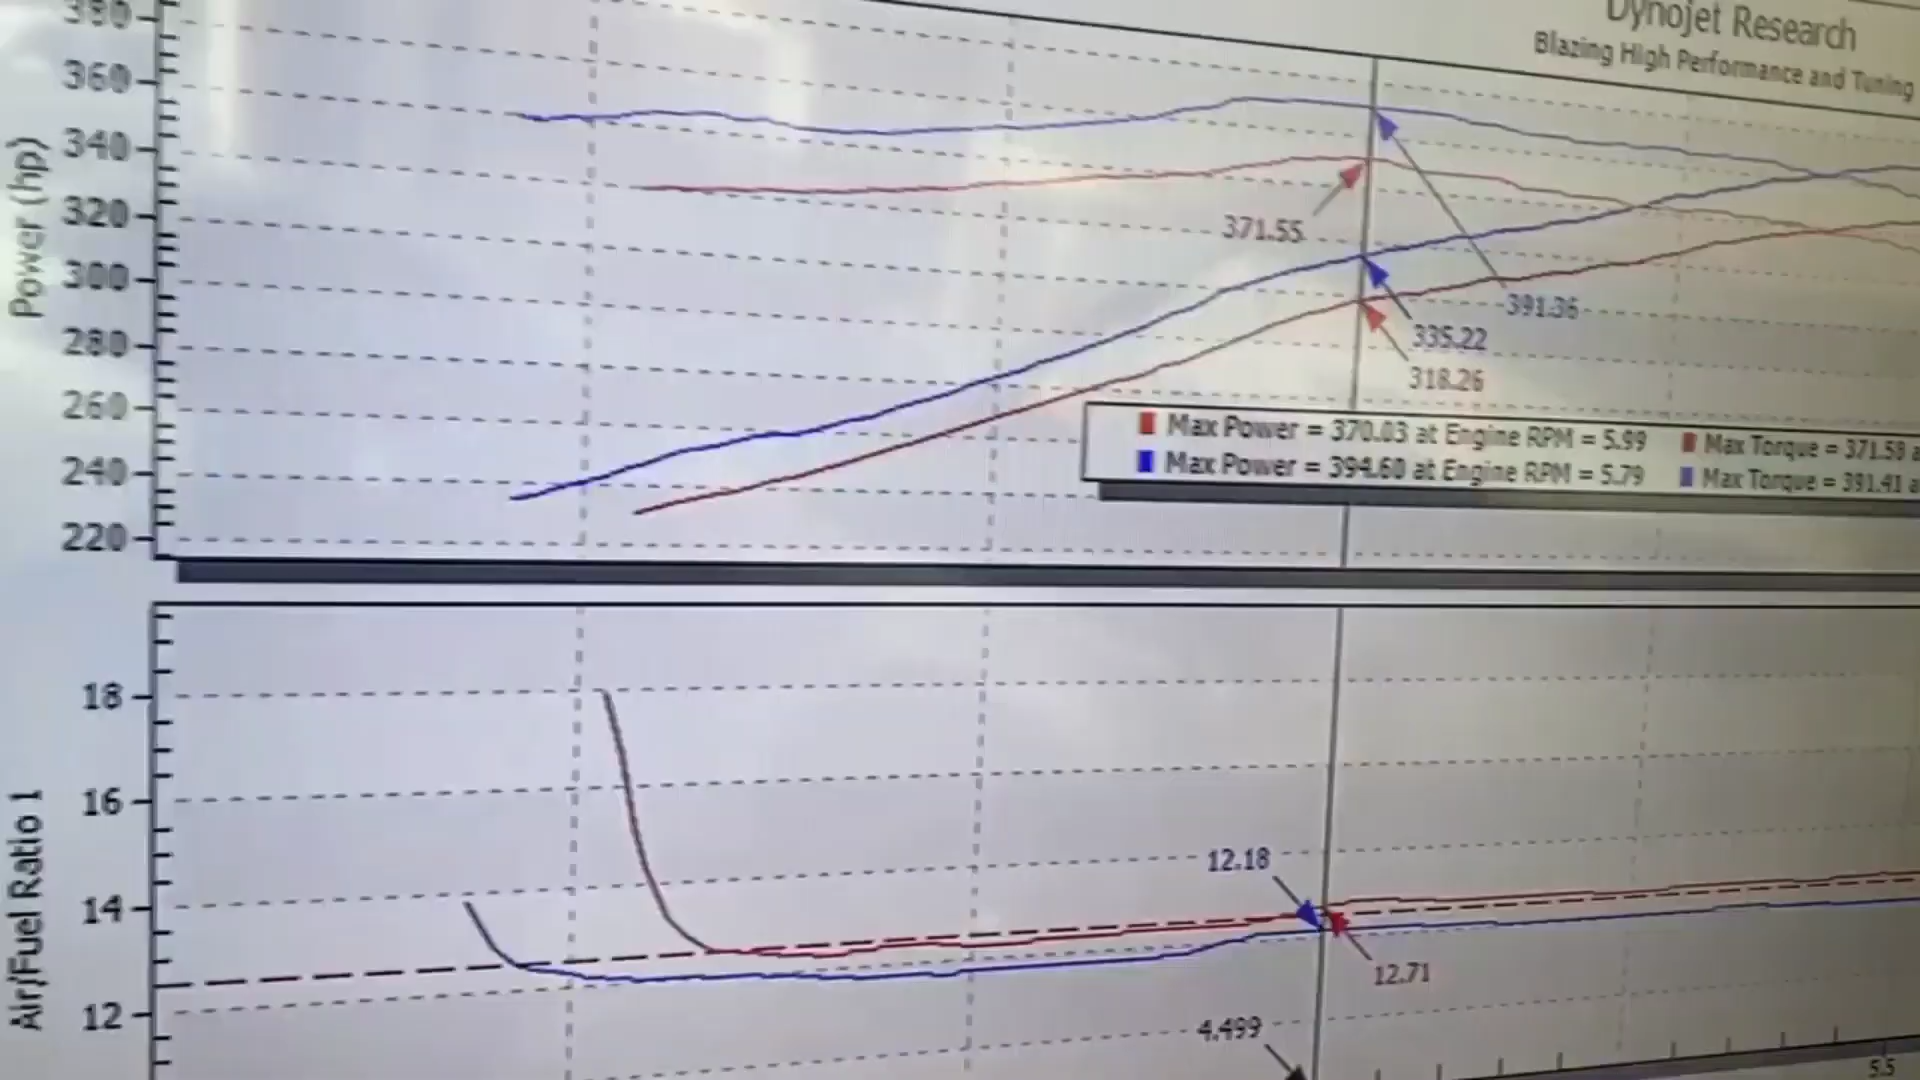 Dynojet Research
Blazing High Performance and Tuning
380
360
340
320
300
280
260
240
220
Power (hp)
371.55
391.36
335.22
318.26
Max Power = 370.03 at Engine RPM = 5.99
Max Torque = 371.59 a
Max Power = 394.60 at Engine RPM = 5.79
Max Torque = 391.41 a
18
16
14
12
Air/Fuel Ratio 1
12.18
12.71
4.499
5.5